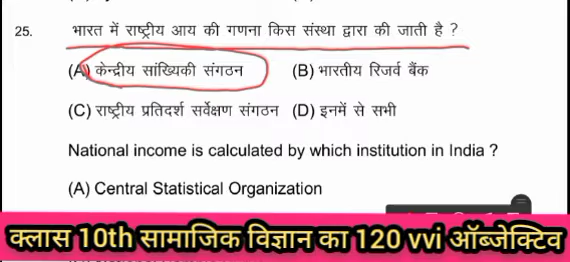 25. भारत में राष्ट्रीय आय की गणना किस संस्था द्वारा की जाती है ?
(A) केन्द्रीय सांख्यिकी संगठन (B) भारतीय रिजर्व बैंक
(C) राष्ट्रीय प्रतिदर्श सर्वेक्षण संगठन (D) इनमें से सभी
National income is calculated by which institution in India ?
(A) Central Statistical Organization
क्लास 10th सामाजिक विज्ञान का 120 vvi ऑब्जेक्टिव